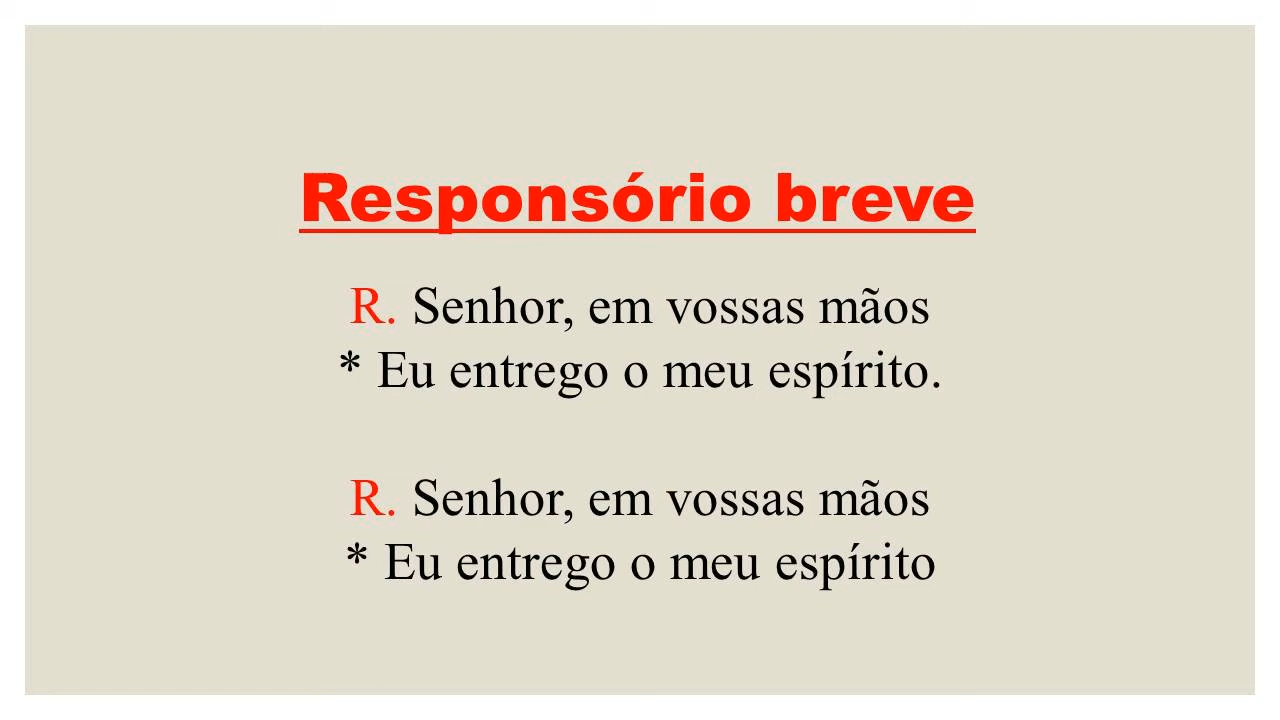 Responsório breve
R. Senhor, em vossas mãos
* Eu entrego o meu espírito.
R. Senhor, em vossas mãos
* Eu entrego o meu espírito